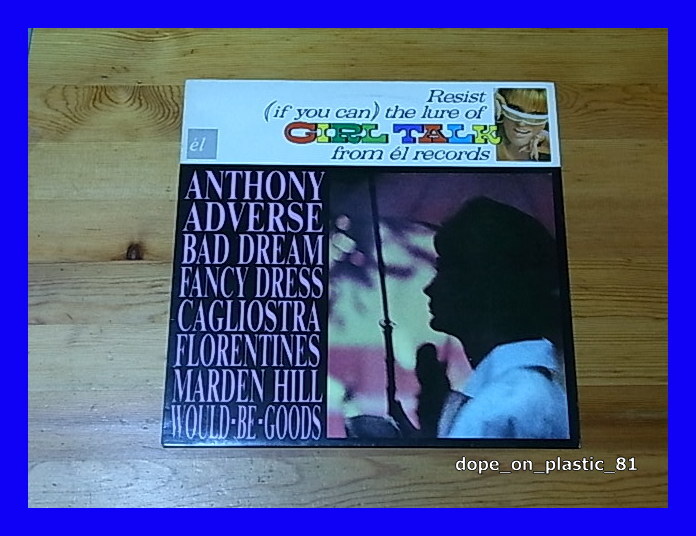 Resist
(if you can) the lure of
GIRL TALK
from él records
él
ANTHONY
ADVERSE
BAD DREAM
FANCY DRESS
CAGLIOSTRA
FLORENTINES
MARDEN HILL
WOULD-BE-GOODS
dope_on_plastic_81